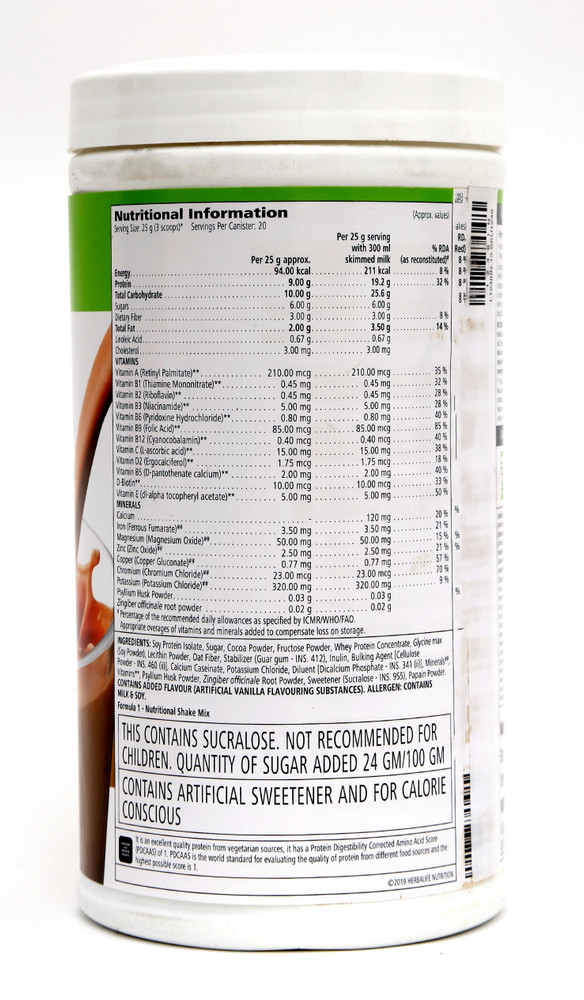 Nutritional Information (Approx. values)
Serving Size: 25 g (3 scoops)* Servings Per Canister: 20
Per 25 g serving
with 300 ml % RDA
Per 25 g approx. skimmed milk (as reconstituted)#
Energy 94.00 kcal 211 kcal 8 %
Protein 9.00 g 19.2 g 32 %
Total Carbohydrate 10.00 g 25.6 g
Sugars 6.00 g 6.00 g
Dietary Fiber 3.00 g 3.00 g 8 %
Total Fat 2.00 g 3.50 g 14 %
Linoleic Acid 0.67 g 0.67 g
Cholesterol 3.00 mg 3.00 mg
VITAMINS
Vitamin A (Retinyl Palmitate)** 210.00 mcg 210.00 mcg 35 %
Vitamin B1 (Thiamine Mononitrate)** 0.45 mg 0.45 mg 32 %
Vitamin B2 (Riboflavin)** 0.45 mg 0.45 mg 28 %
Vitamin B3 (Niacinamide)** 5.00 mg 5.00 mg 28 %
Vitamin B6 (Pyridoxine Hydrochloride)** 0.80 mg 0.80 mg 40 %
Vitamin B9 (Folic Acid)** 85.00 mcg 85.00 mcg 85 %
Vitamin B12 (Cyanocobalamin)** 0.40 mcg 0.40 mcg 40 %
Vitamin C (L-ascorbic acid)** 15.00 mg 15.00 mg 38 %
Vitamin D2 (Ergocalciferol)** 1.75 mcg 1.75 mcg 18 %
Vitamin B5 (D-pantothenate calcium)** 2.00 mg 2.00 mg 40 %
D-Biotin** 10.00 mcg 10.00 mcg 33 %
Vitamin E (dl-alpha tocopheryl acetate)** 5.00 mg 5.00 mg 50 %
MINERALS
Calcium 120 mg 20 %
Iron (Ferrous Fumarate)## 3.50 mg 3.50 mg 21 %
Magnesium (Magnesium Oxide)## 50.00 mg 50.00 mg 15 %
Zinc (Zinc Oxide)## 2.50 mg 2.50 mg 21 %
Copper (Copper Gluconate)## 0.77 mg 0.77 mg 57 %
Chromium (Chromium Chloride)## 23.00 mcg 23.00 mcg 70 %
Potassium (Potassium Chloride)## 320.00 mg 320.00 mg 9 %
Psyllium Husk Powder 0.03 g 0.03 g
Zingiber officinale root powder 0.02 g 0.02 g
# Percentage of the recommended daily allowances as specified by ICMR/WHO/FAO.
Appropriate overages of vitamins and minerals added to compensate loss on storage.
INGREDIENTS: Soy Protein Isolate, Sugar, Cocoa Powder, Fructose Powder, Whey Protein Concentrate, Glycine max
(Soy Powder), Lecithin Powder, Oat Fiber, Stabilizer (Guar gum - INS. 412), Inulin, Bulking Agent [Cellulose
Powder - INS. 460 (ii)], Calcium Caseinate, Potassium Chloride, Diluent [Dicalcium Phosphate - INS. 341 (ii)], Minerals##,
Vitamins**, Psyllium Husk Powder, Zingiber officinale Root Powder, Sweetener (Sucralose - INS. 955), Papain Powder.
CONTAINS ADDED FLAVOUR (ARTIFICIAL VANILLA FLAVOURING SUBSTANCES). ALLERGEN: CONTAINS
MILK & SOY.
Formula 1 - Nutritional Shake Mix
THIS CONTAINS SUCRALOSE. NOT RECOMMENDED FOR
CHILDREN. QUANTITY OF SUGAR ADDED 24 GM/100 GM
CONTAINS ARTIFICIAL SWEETENER AND FOR CALORIE
CONSCIOUS
It is an excellent quality protein from vegetarian sources, it has a Protein Digestibility Corrected Amino Acid Score
(PDCAAS) of 1. PDCAAS is the world standard for evaluating the quality of protein from different food sources and the
highest possible score is 1.
©2019 HERBALIFE NUTRITION